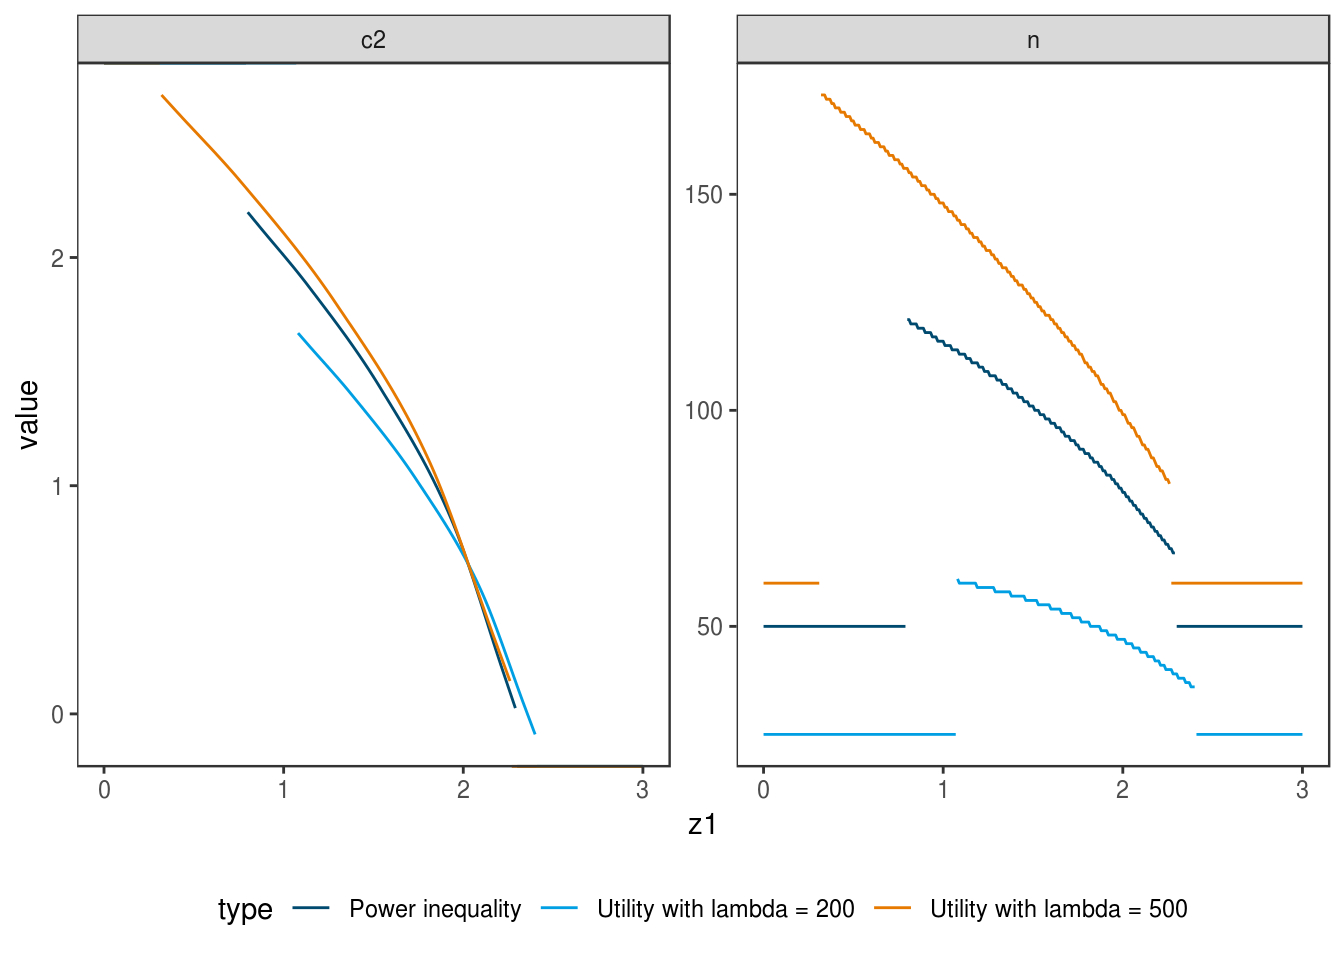 c2
n
value
2
1
0
150
100
50
0 1 2 3
0 1 2 3
z1
type Power inequality Utility with lambda = 200 Utility with lambda = 500